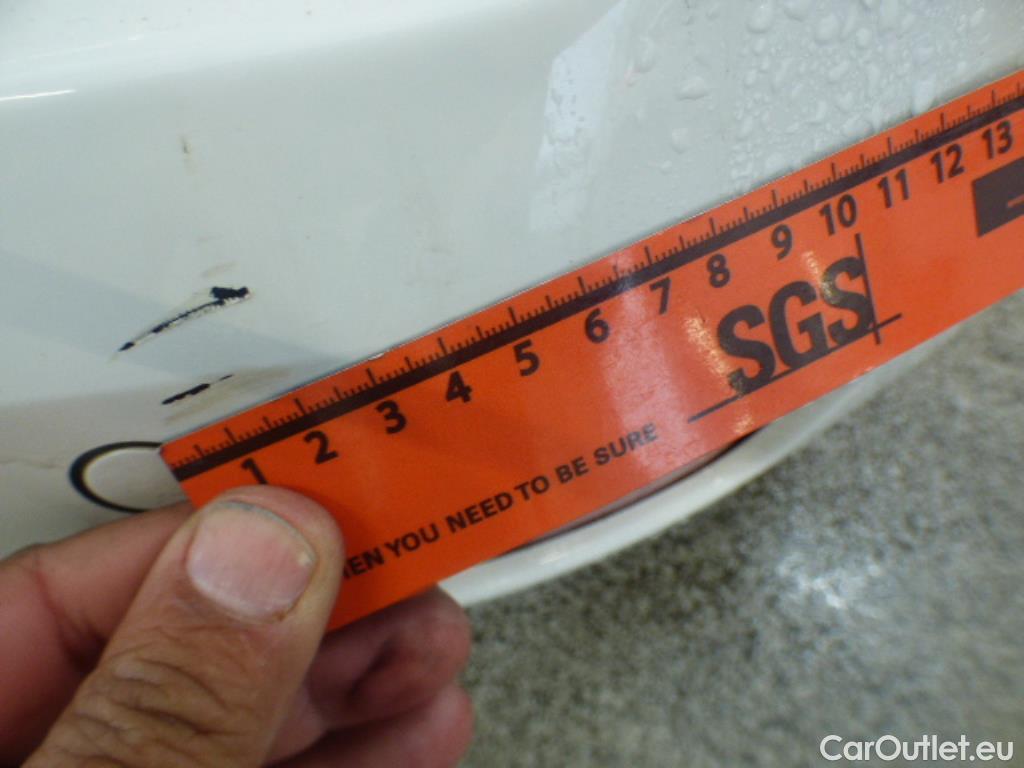 1 2 3 4 5 6 7 8 9 10 11 12 13
SGS
YOU NEED TO BE SURE
CarOutlet.eu